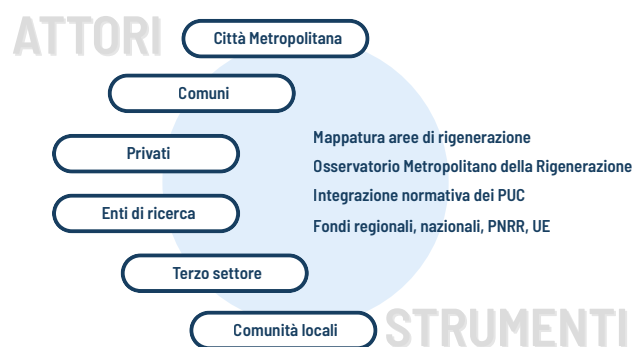 ATTORI
Città Metropolitana
Comuni
Privati
Enti di ricerca
Terzo settore
Comunità locali
Mappatura aree di rigenerazione
Osservatorio Metropolitano della Rigenerazione
Integrazione normativa dei PUC
Fondi regionali, nazionali, PNRR, UE
STRUMENTI